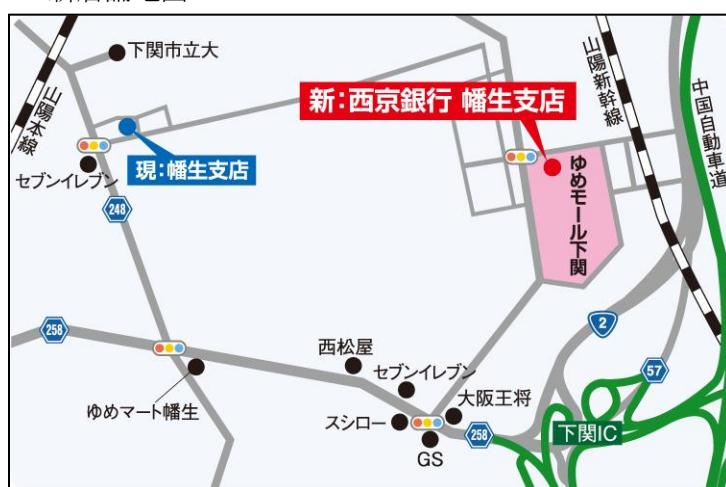 下関市立大
山陽本線
新：西京銀行 幡生支店
山陽新幹線
中国自動車道
現：幡生支店
セブンイレブン
ゆめモール下関
248
258
2
西松屋
セブンイレブン
57
ゆめマート幡生
スシロー
大阪王将
258
下関IC
GS